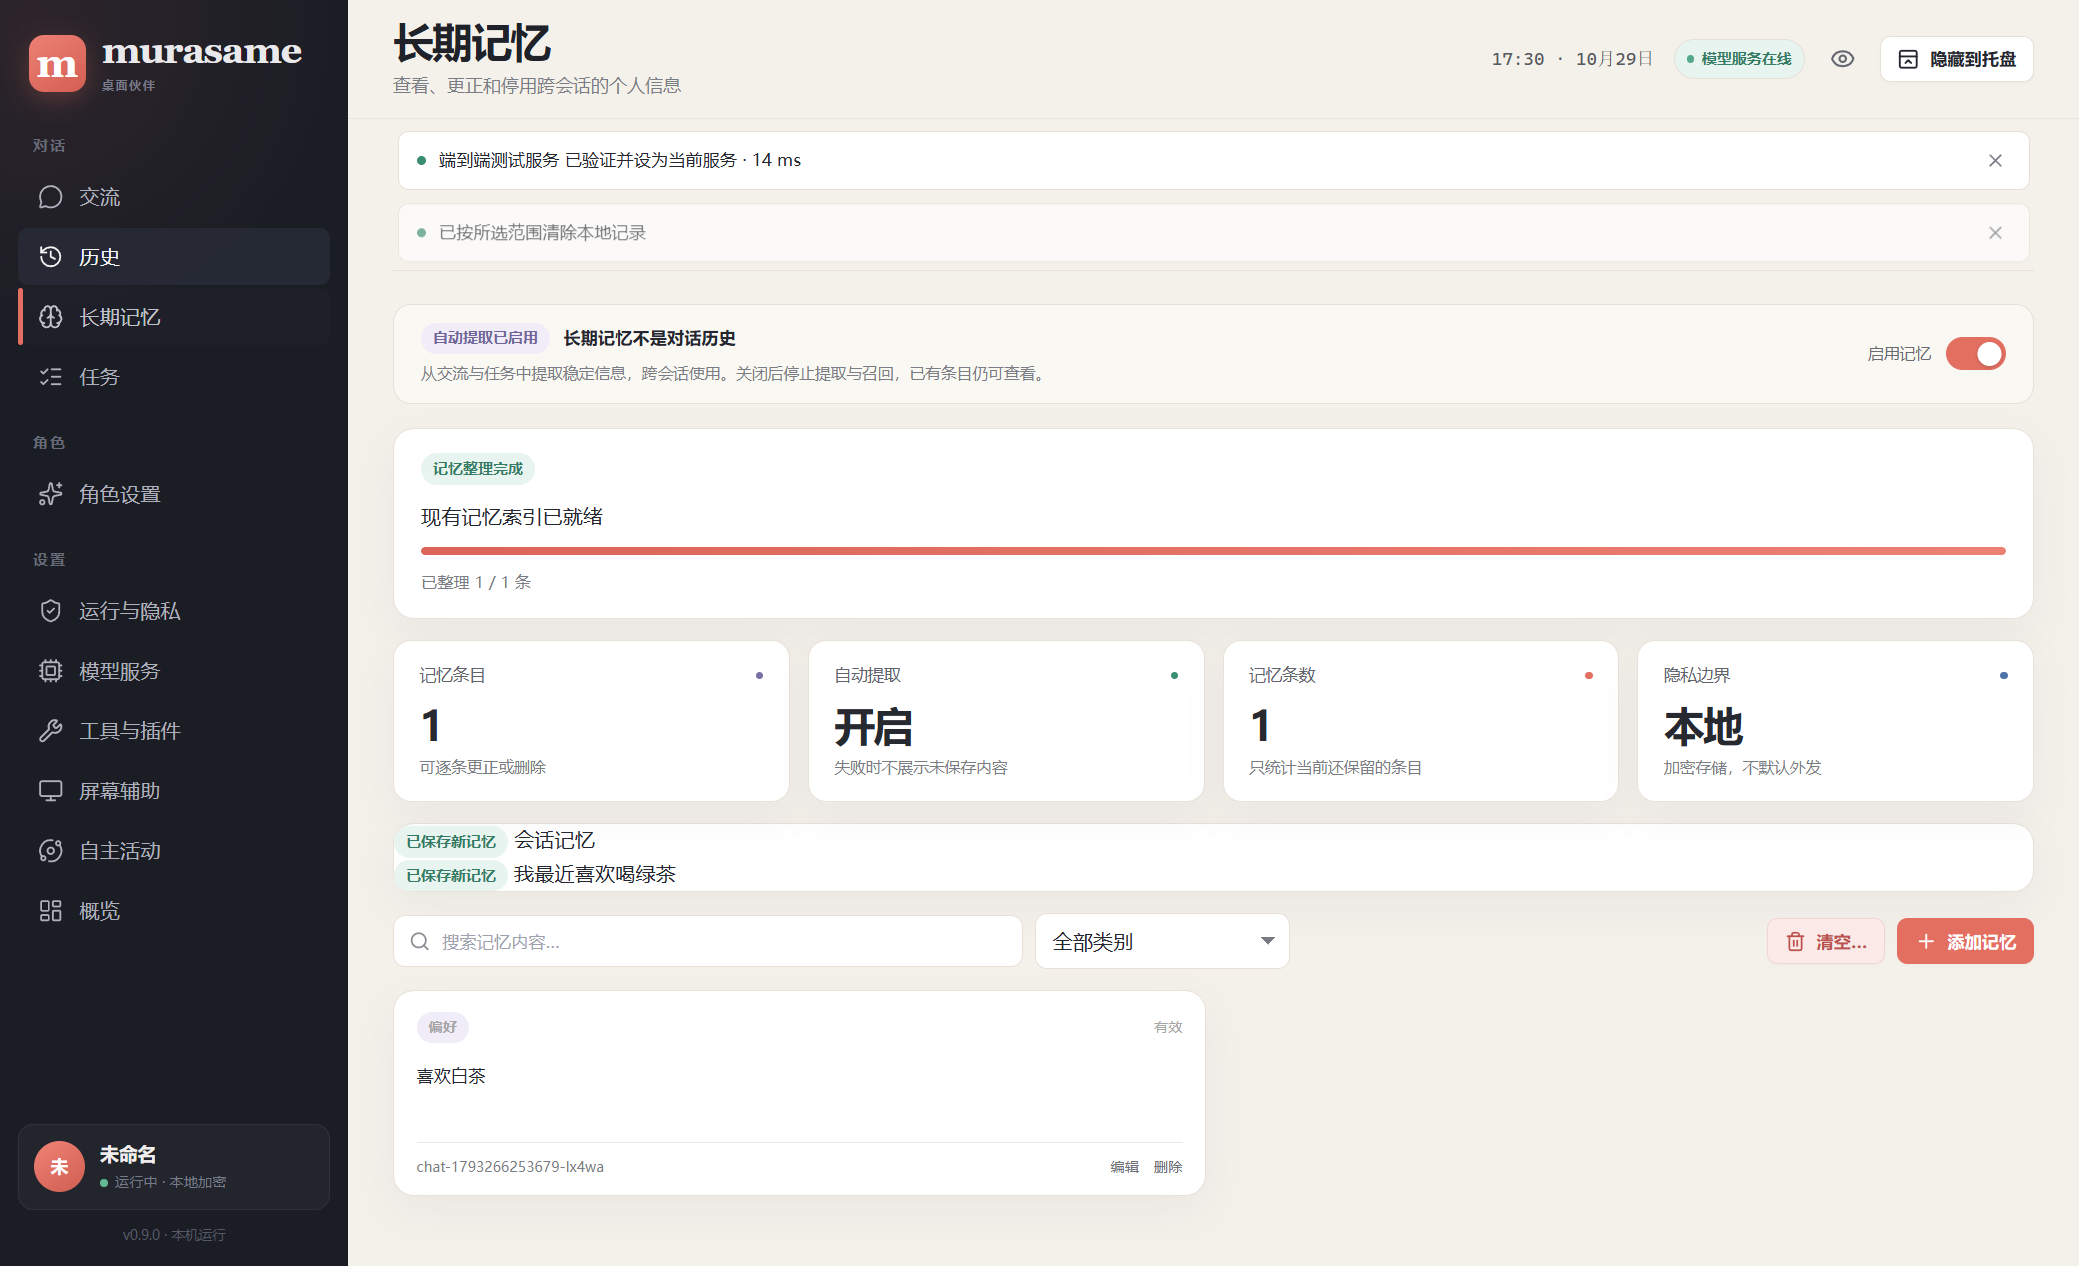 m murasame
桌面伙伴
对话
交流
历史
长期记忆
任务
角色
角色设置
设置
运行与隐私
模型服务
工具与插件
屏幕辅助
自主活动
概览
未 未命名
运行中 · 本地加密
v0.9.0 · 本机运行
长期记忆
查看、更正和停用跨会话的个人信息
17:30 · 10月29日
模型服务在线
隐藏到托盘
端到端测试服务 已验证并设为当前服务 · 14 ms
已按所选范围清除本地记录
自动提取已启用 长期记忆不是对话历史
从交流与任务中提取稳定信息，跨会话使用。关闭后停止提取与召回，已有条目仍可查看。
启用记忆
记忆整理完成
现有记忆索引已就绪
已整理 1 / 1 条
记忆条目
1
可逐条更正或删除
自动提取
开启
失败时不展示未保存内容
记忆条数
1
只统计当前还保留的条目
隐私边界
本地
加密存储，不默认外发
已保存新记忆 会话记忆
已保存新记忆 我最近喜欢喝绿茶
搜索记忆内容...
全部类别
清空...
添加记忆
偏好
有效
喜欢白茶
chat-1793266253679-lx4wa
编辑 删除